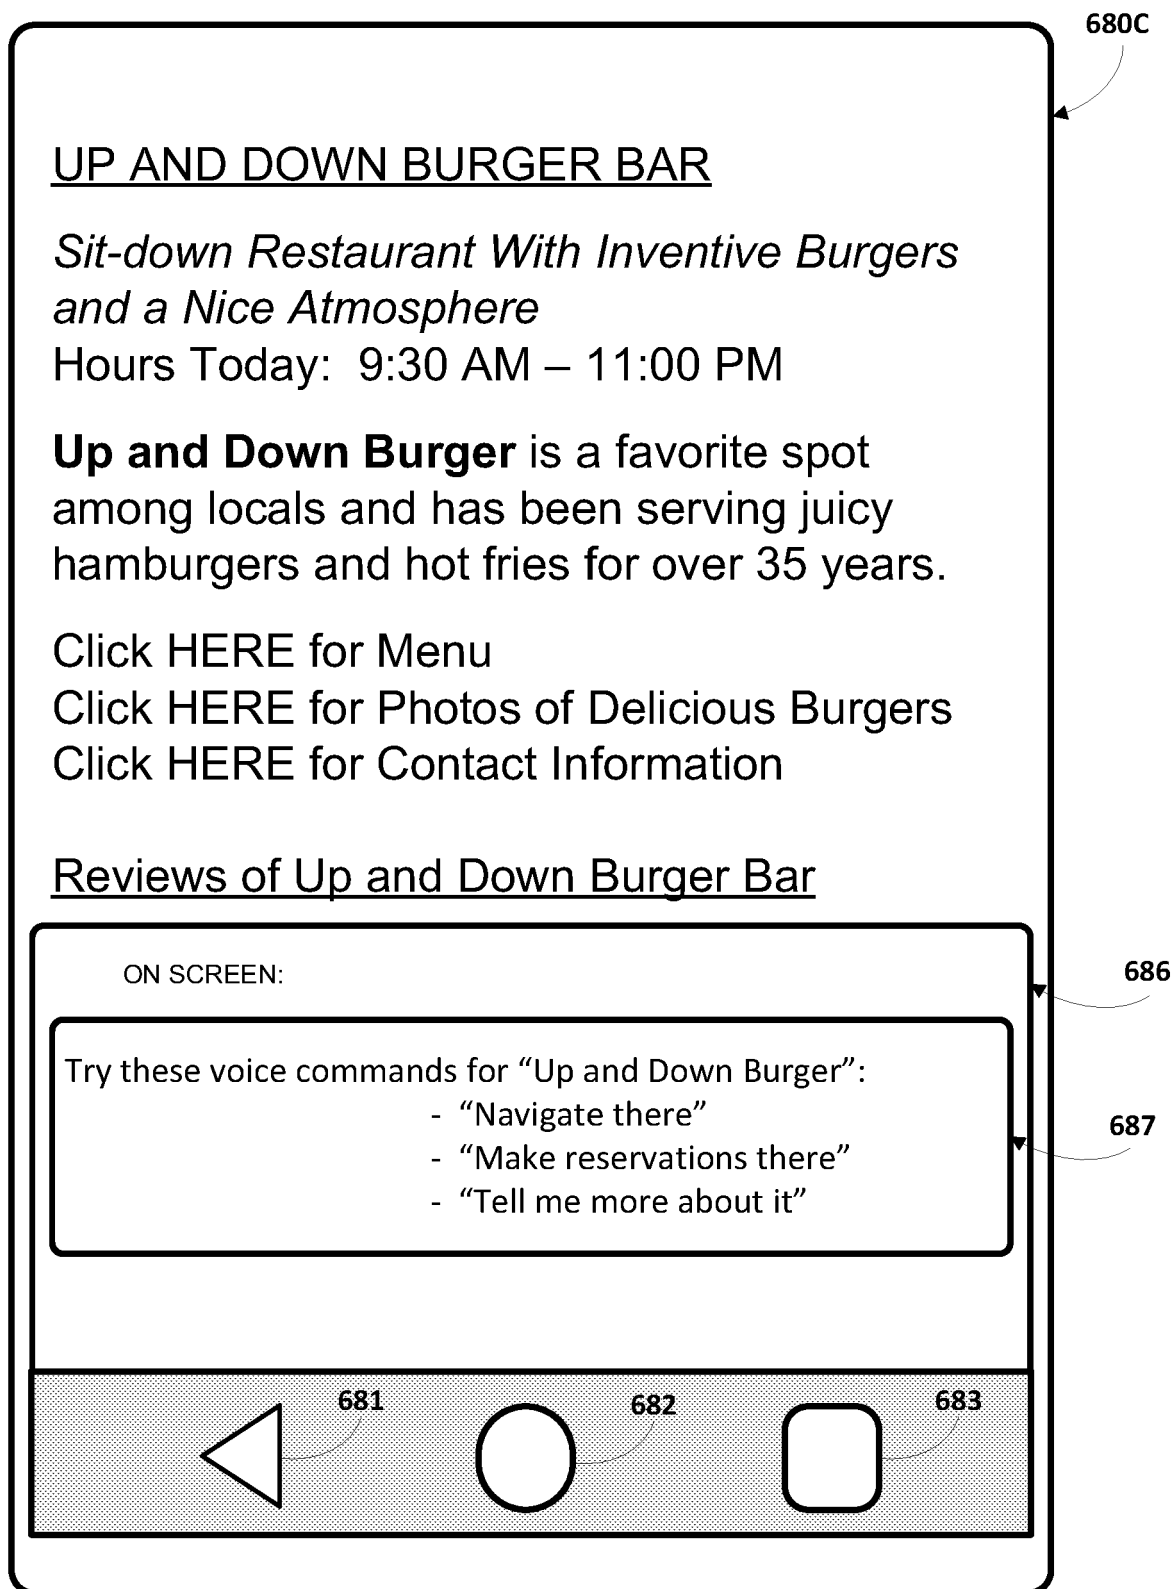 680C
UP AND DOWN BURGER BAR
Sit-down Restaurant With Inventive Burgers
and a Nice Atmosphere
Hours Today: 9:30 AM – 11:00 PM
Up and Down Burger is a favorite spot
among locals and has been serving juicy
hamburgers and hot fries for over 35 years.
Click HERE for Menu
Click HERE for Photos of Delicious Burgers
Click HERE for Contact Information
Reviews of Up and Down Burger Bar
ON SCREEN:
686
Try these voice commands for “Up and Down Burger”:
- “Navigate there”
687
- “Make reservations there”
- “Tell me more about it”
681
682
683